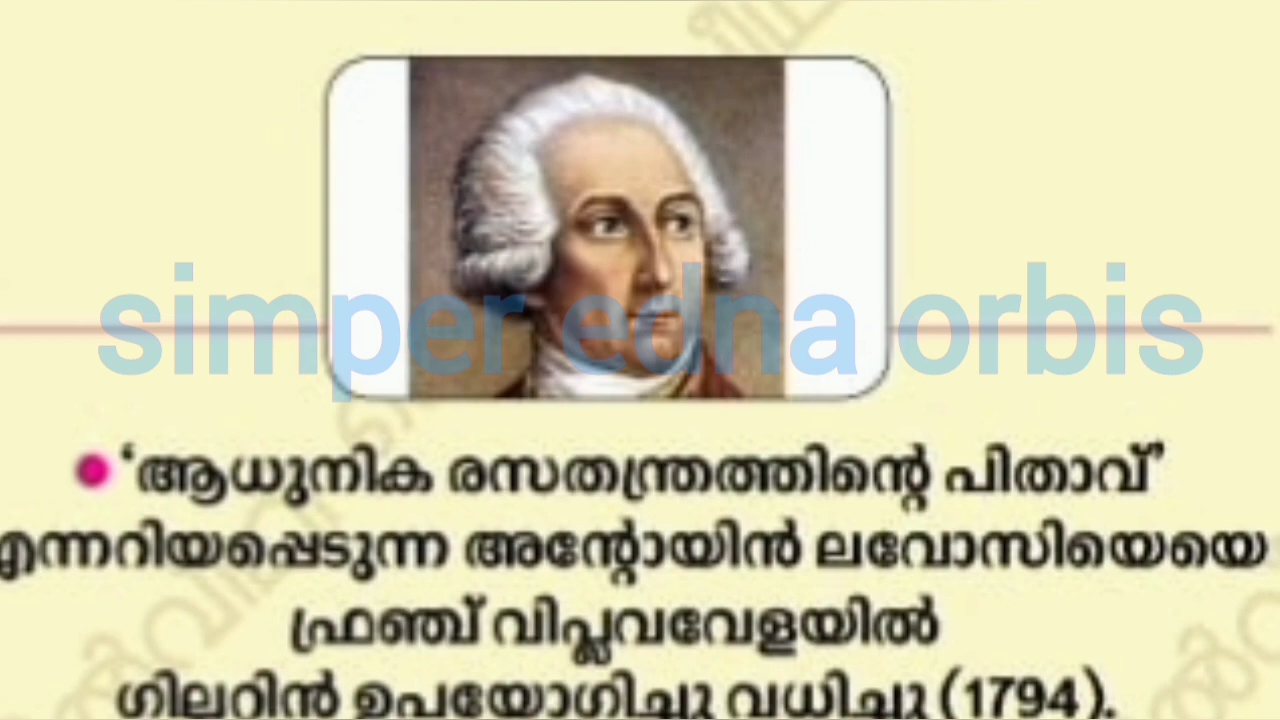 simper edna orbis
‘ആധുനിക രസതന്ത്രത്തിന്റെ പിതാവ്’
എന്നറിയപ്പെടുന്ന അന്റോയിൻ ലവോസിയെയെ
ഫ്രഞ്ച് വിപ്ലവവേളയിൽ
ഗില്ലറ്റിൻ ഉപയോഗിച്ചു വധിച്ചു (1794).